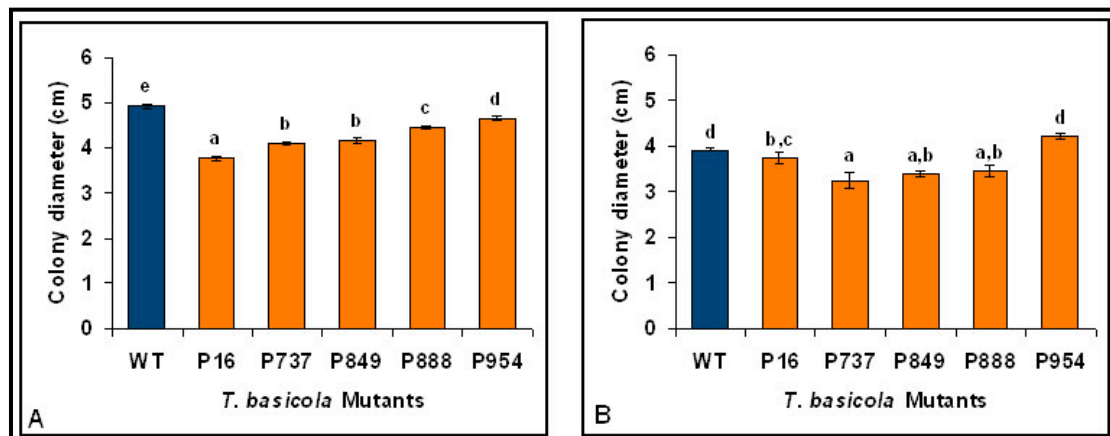 6
5
4
3
2
1
0
Colony diameter (cm)
e
a
b
b
c
d
WT P16 P737 P849 P888 P954
T. basicola Mutants
A
6
5
4
3
2
1
0
Colony diameter (cm)
d
b,c
a
a,b
a,b
d
WT P16 P737 P849 P888 P954
T. basicola Mutants
B